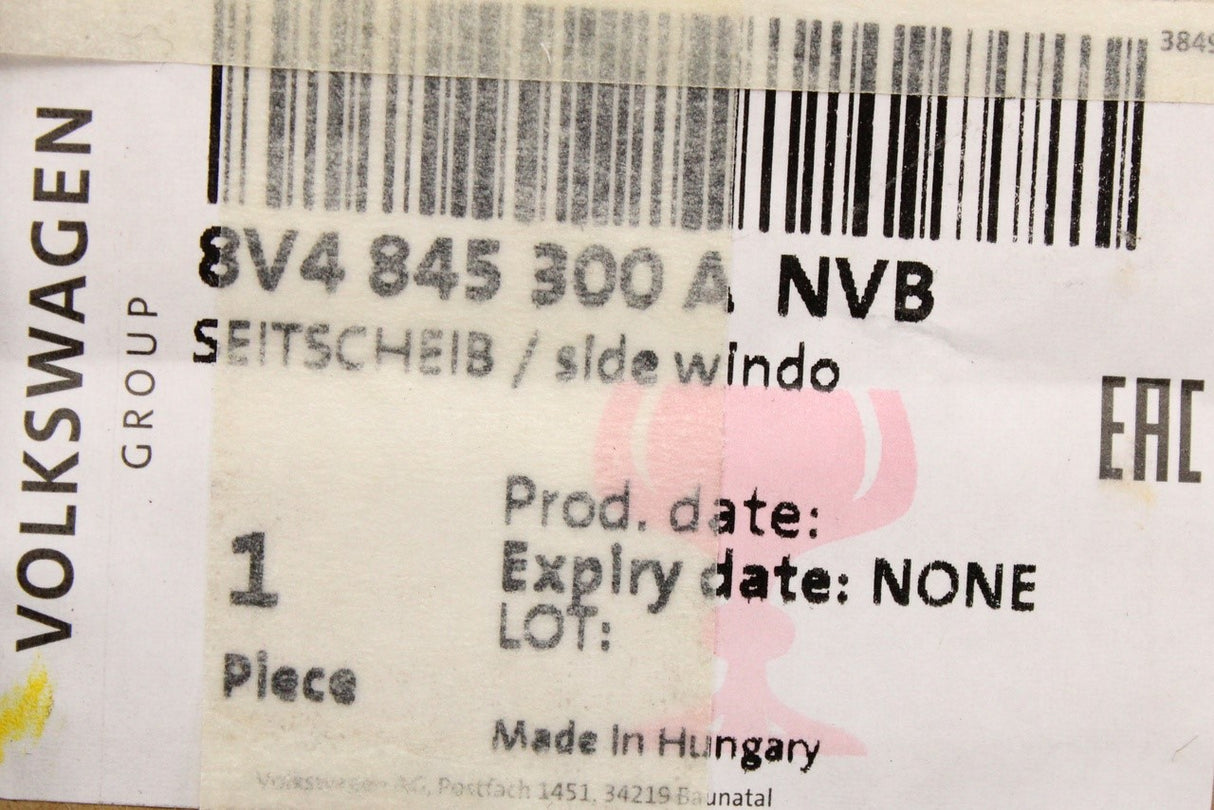 3849
VOLKSWAGEN
GROUP
8V4 845 300 A NVB
SEITSCHEIB / side windo
EAC
Prod. date:
1
Expiry date: NONE
LOT:
Piece
Made in Hungary
Volkswagen AG, Postfach 1451, 34219 Baunatal